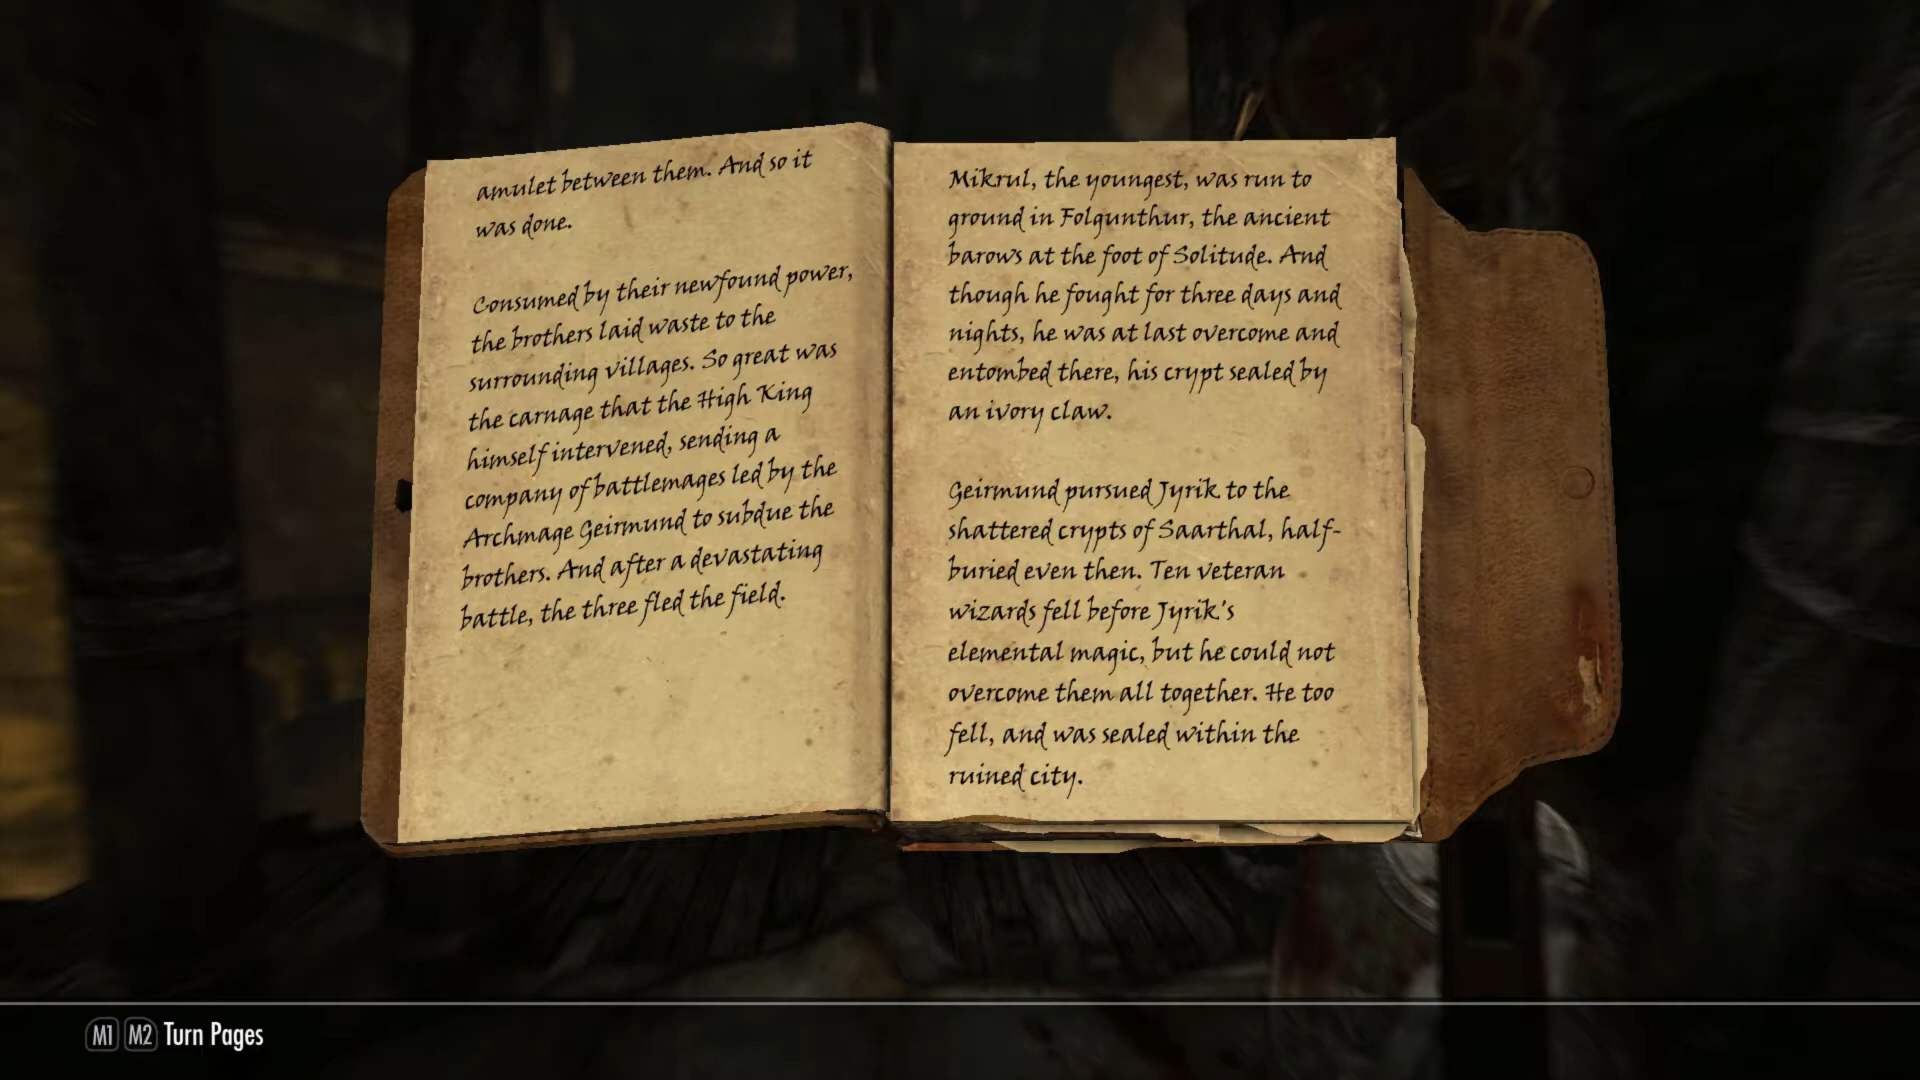 amulet between them. And so it
was done.
Consumed by their newfound power,
the brothers laid waste to the
surrounding villages. So great was
the carnage that the High King
himself intervened, sending a
company of battlemages led by the
Archmage Geirmund to subdue the
brothers. And after a devastating
battle, the three fled the field.
Mikrul, the youngest, was run to
ground in Folgunthur, the ancient
barows at the foot of Solitude. And
though he fought for three days and
nights, he was at last overcome and
entombed there, his crypt sealed by
an ivory claw.
Geirmund pursued Jyrik to the
shattered crypts of Saarthal, half-
buried even then. Ten veteran
wizards fell before Jyrik's
elemental magic, but he could not
overcome them all together. He too
fell, and was sealed within the
ruined city.
M1 M2 Turn Pages